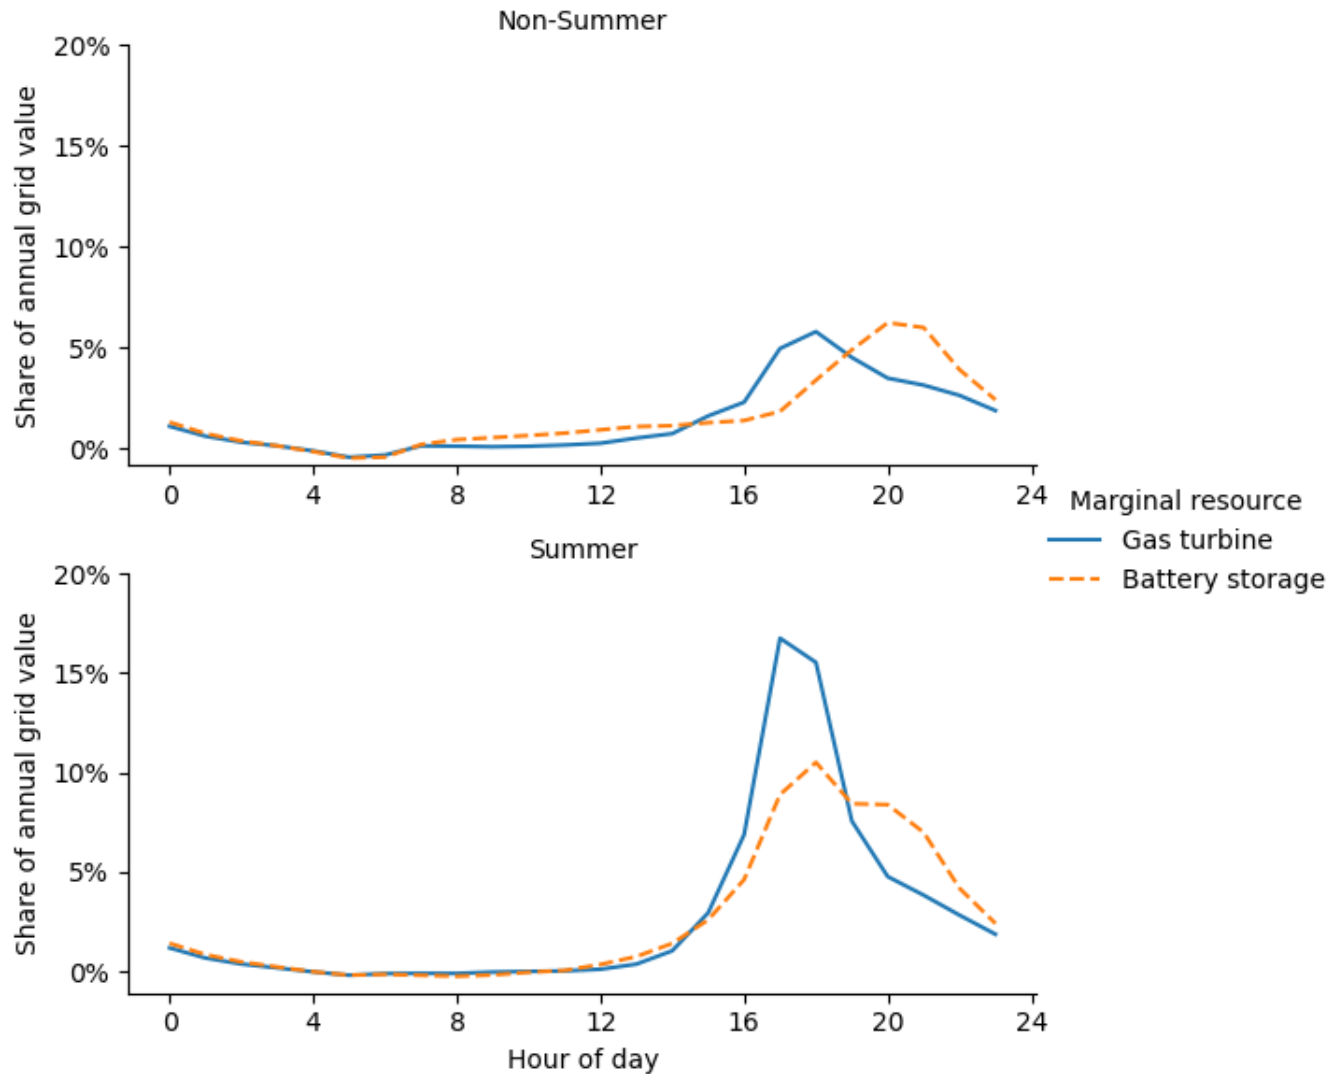 Non-Summer
20%
15%
10%
5%
0%
Share of annual grid value
0 4 8 12 16 20 24
Marginal resource
Gas turbine
Battery storage
Summer
20%
15%
10%
5%
0%
Share of annual grid value
0 4 8 12 16 20 24
Hour of day